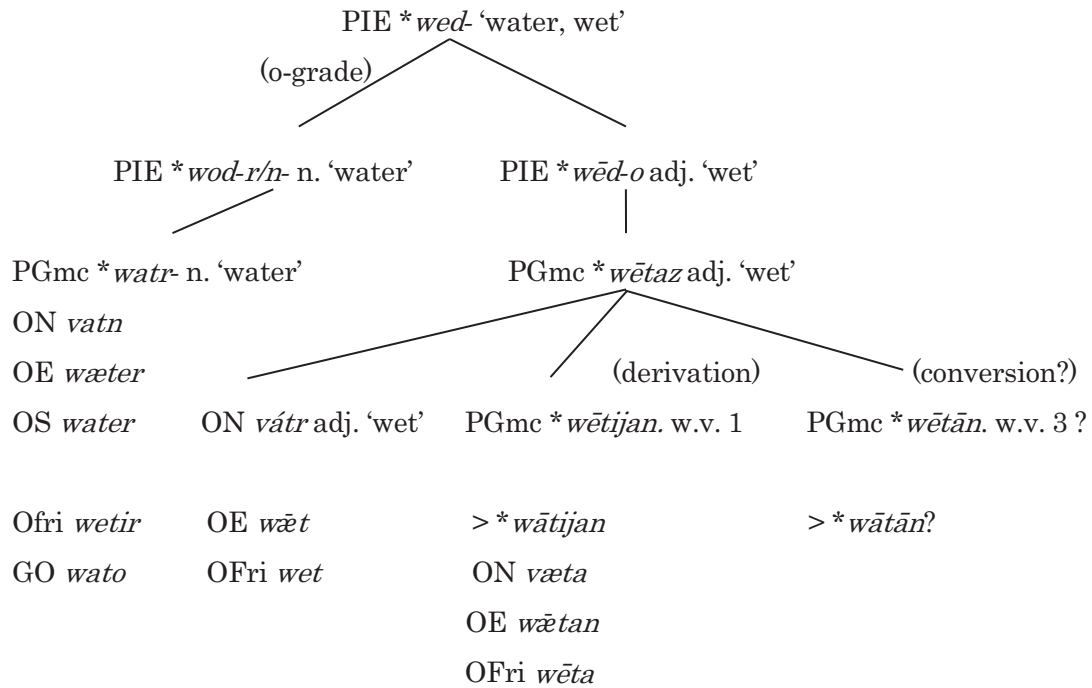 PIE *wed- ‘water, wet’
(o-grade)
PIE *wod-r/n- n. ‘water’ PIE *wēd-o adj. ‘wet’
PGmc *watr- n. ‘water’ PGmc *wētaz adj. ‘wet’
ON vatn
OE wæter (derivation) (conversion?)
OS water ON vátr adj. ‘wet’ PGmc *wētijan. w.v. 1 PGmc *wētān. w.v. 3 ?
Ofri wetir OE wǣt > *wātijan > *wātān?
GO wato OFri wet ON væta
OE wǣtan
OFri wēta